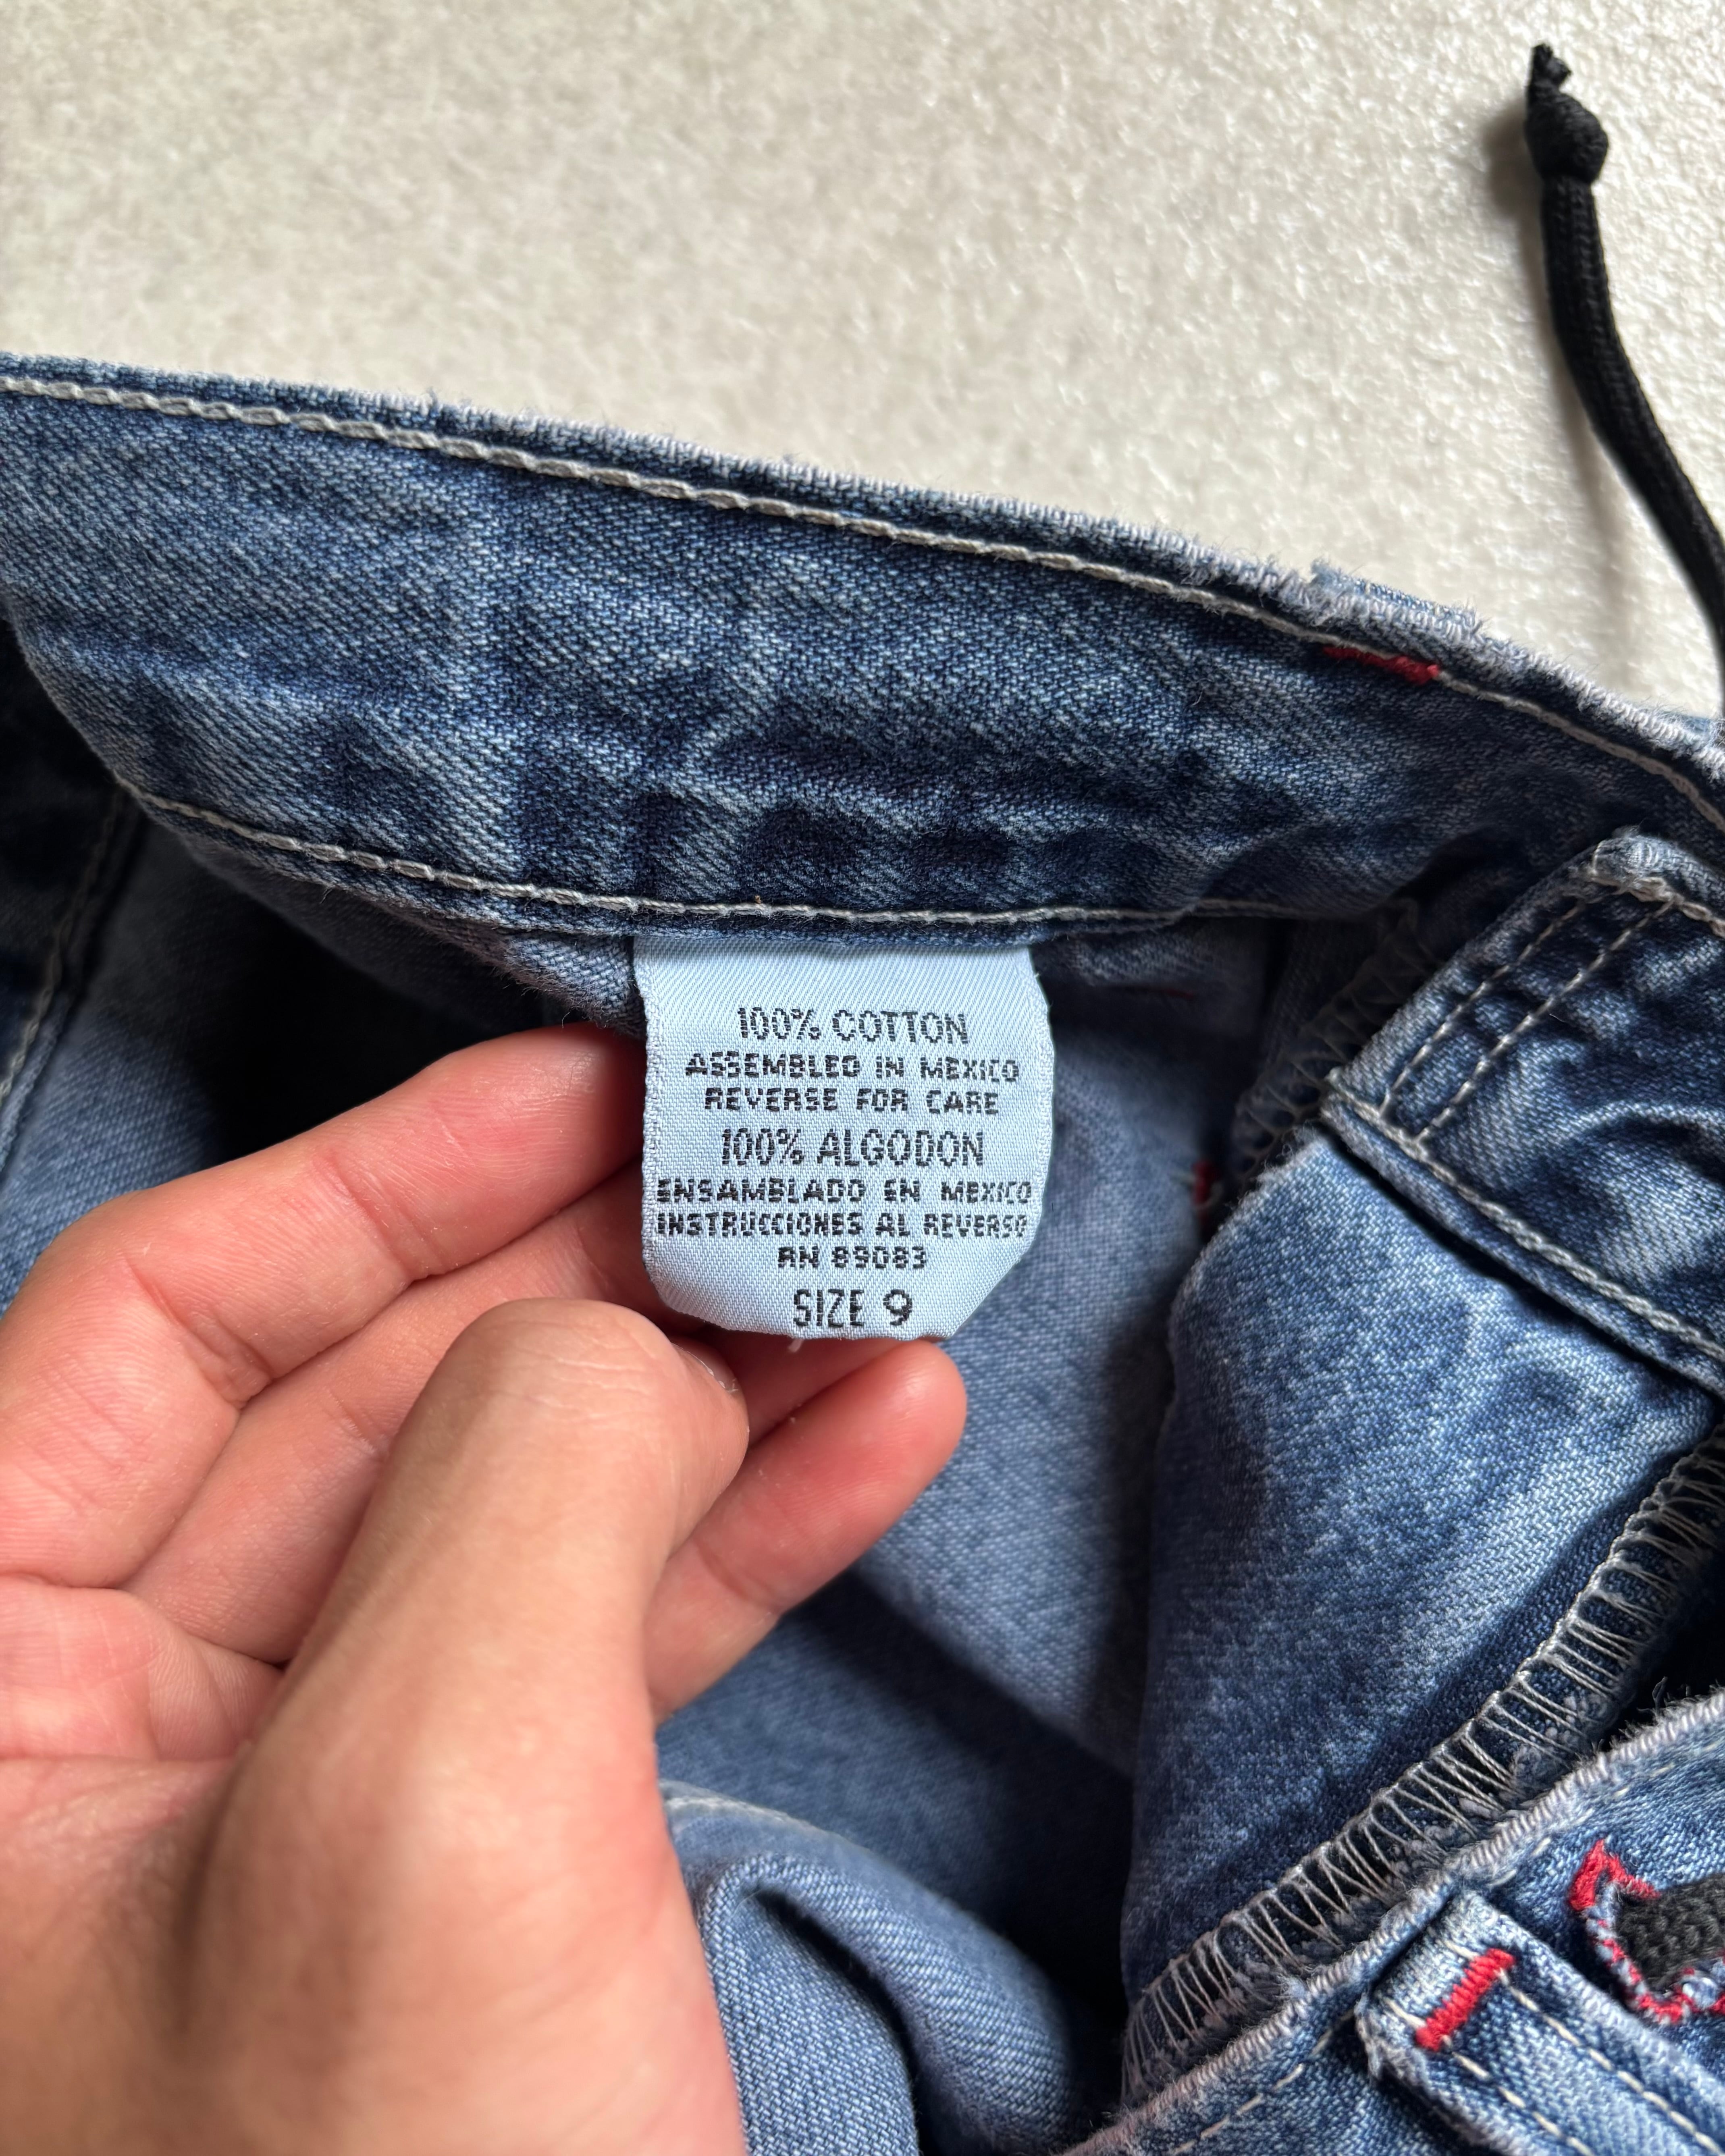 100% COTTON
ASSEMBLED IN MEXICO
REVERSE FOR CARE
100% ALGODON
ENSAMBLADO EN MEXICO
INSTRUCCIONES AL REVERSO
RN 89083
SIZE 9